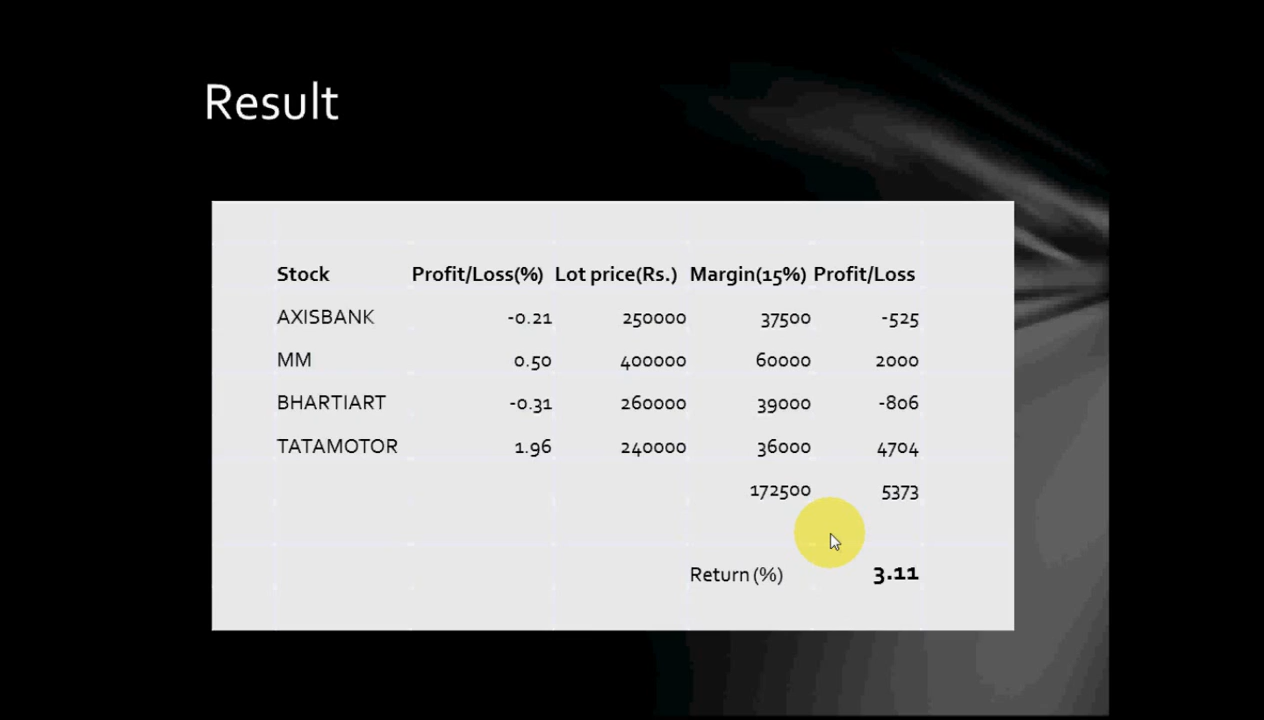 Result
Stock Profit/Loss(%) Lot price(Rs.) Margin(15%) Profit/Loss
AXISBANK -0.21 250000 37500 -525
MM 0.50 400000 60000 2000
BHARTIART -0.31 260000 39000 -806
TATAMOTOR 1.96 240000 36000 4704
172500 5373
Return (%) 3.11